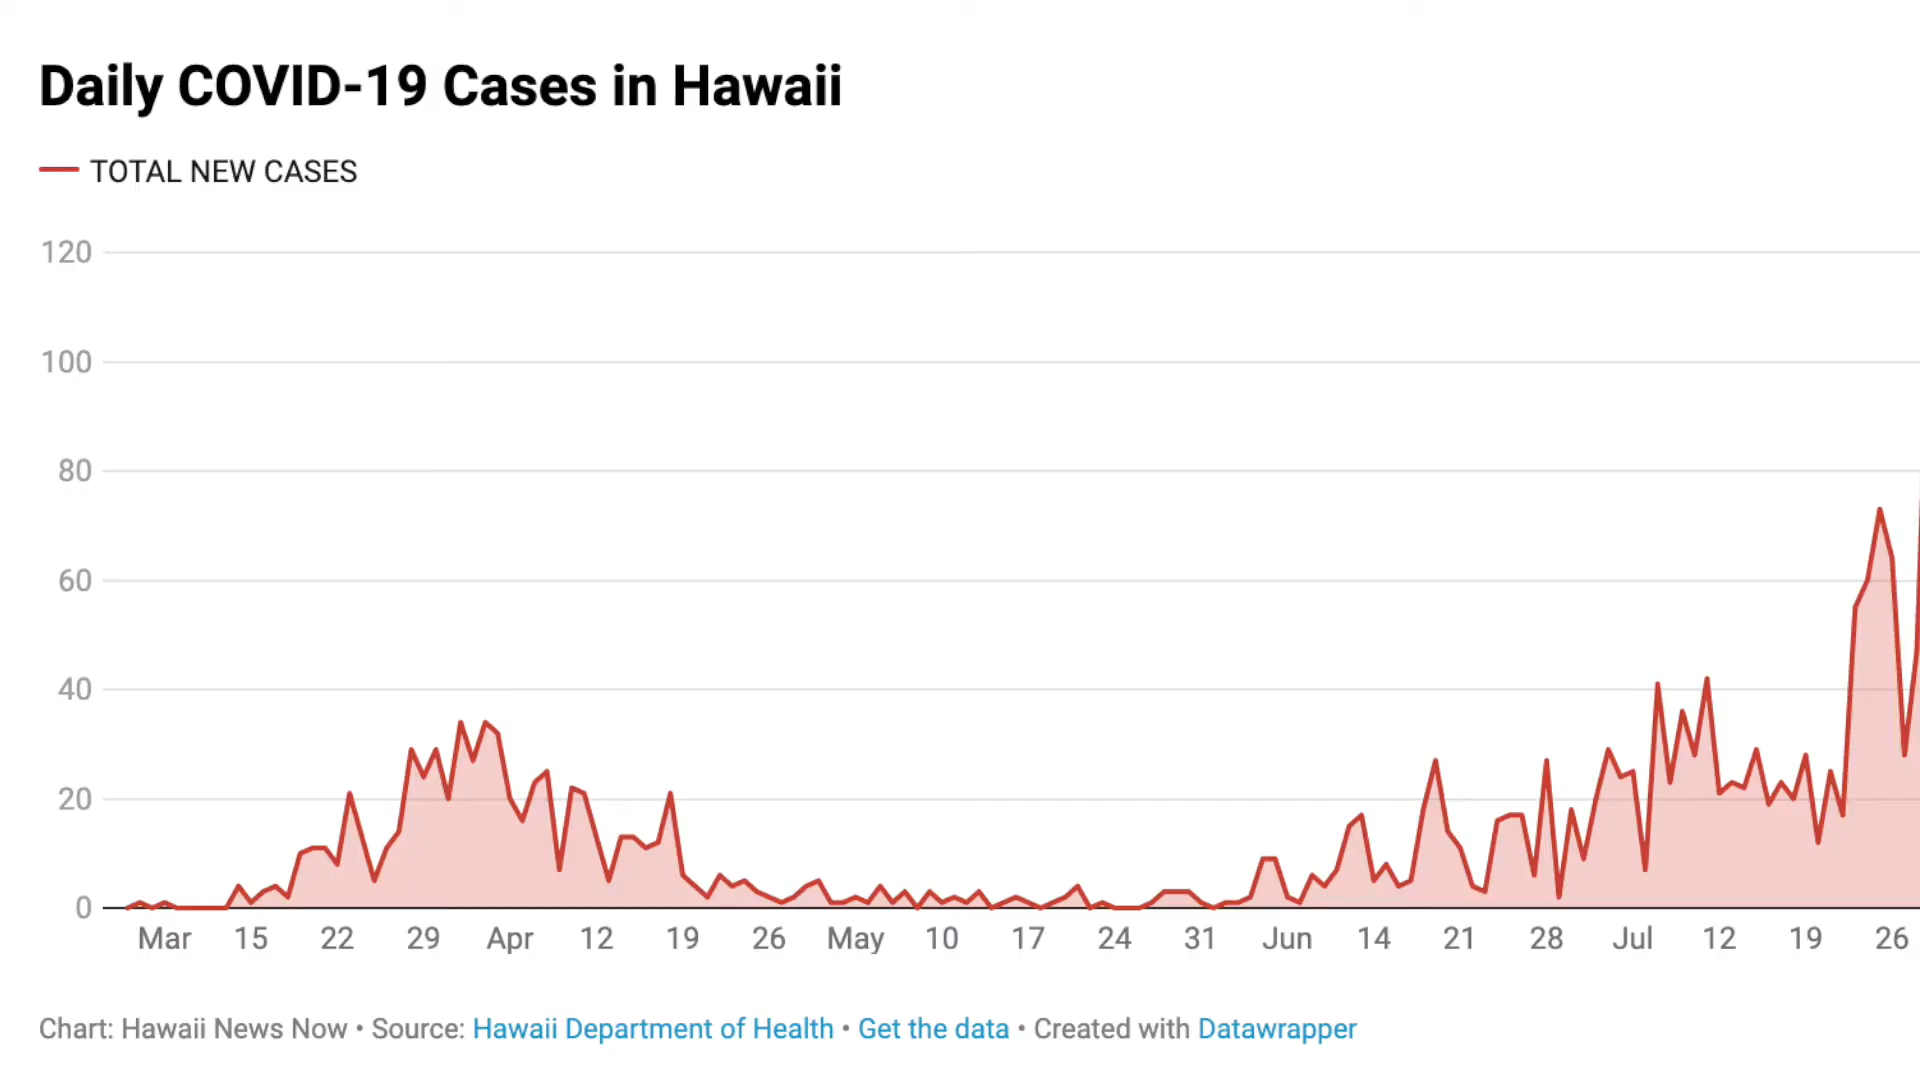 Daily COVID-19 Cases in Hawaii
TOTAL NEW CASES
120
100
80
60
40
20
0
Mar 15 22 29 Apr 12 19 26 May 10 17 24 31 Jun 14 21 28 Jul 12 19 26
Chart: Hawaii News Now • Source: Hawaii Department of Health • Get the data • Created with Datawrapper